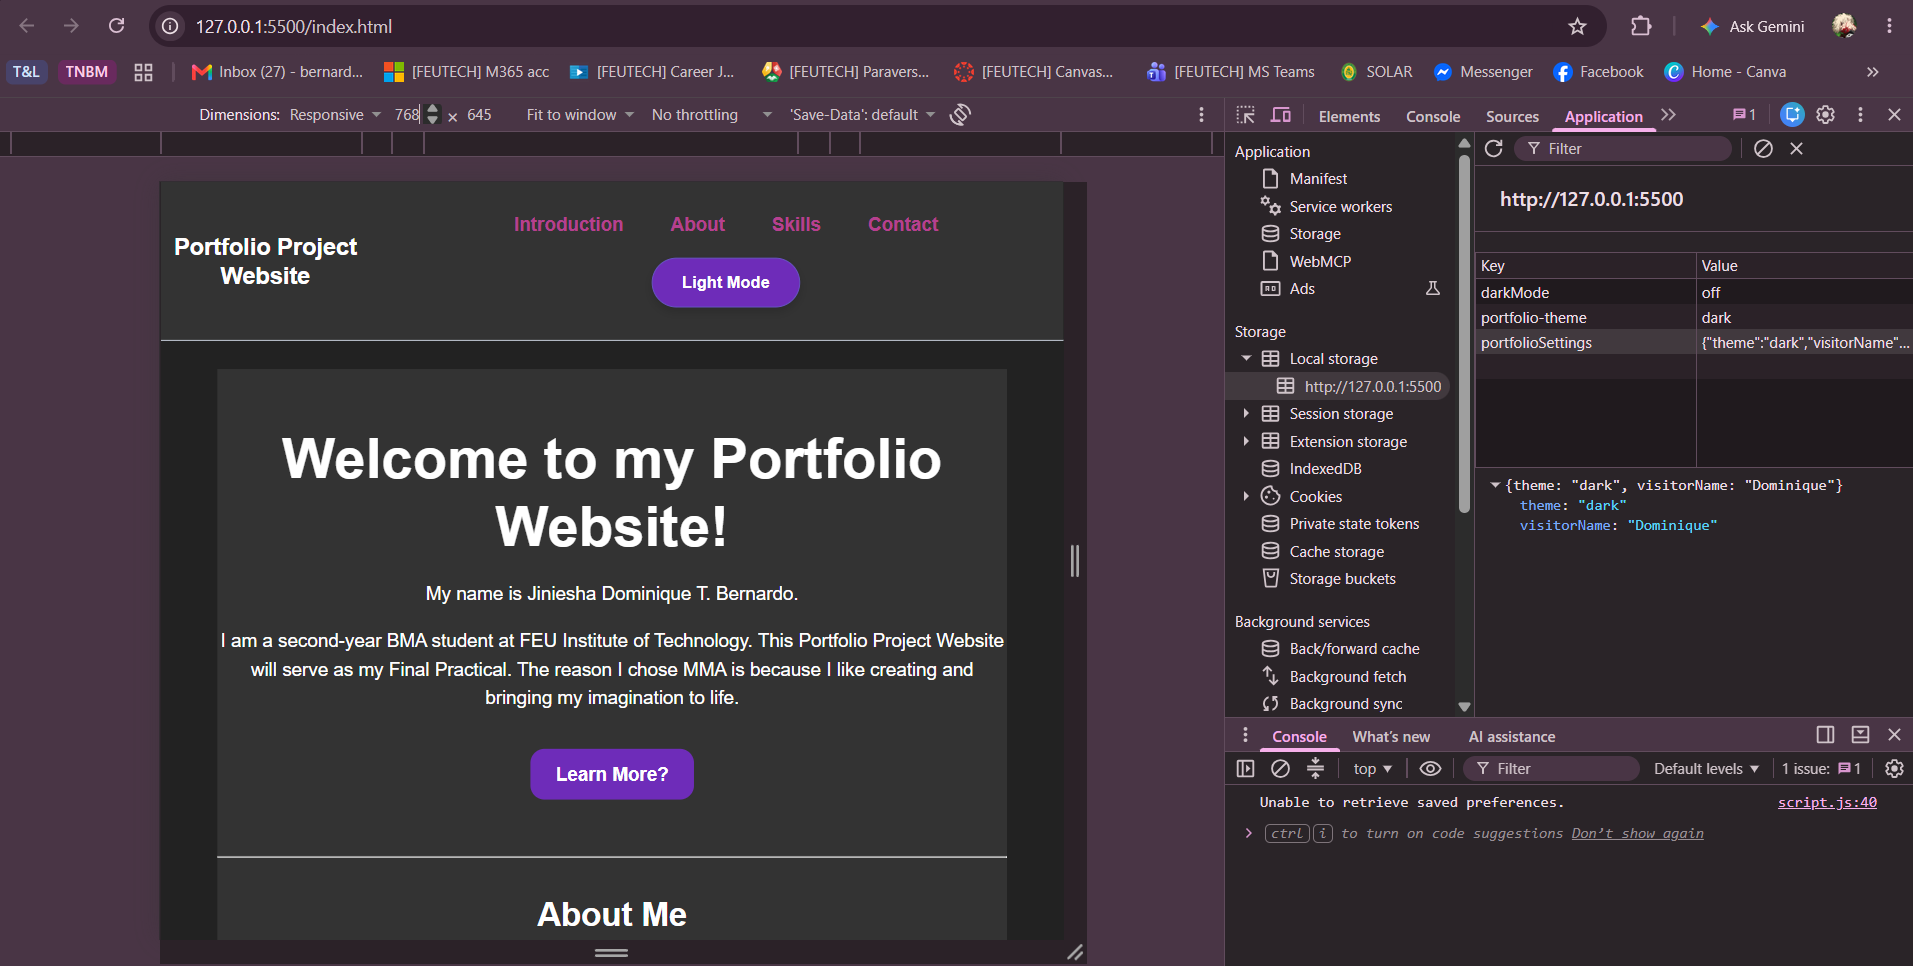 127.0.0.1:5500/index.html
Ask Gemini
T&L
TNBM
Inbox (27) - bernard...
[FEUTECH] M365 acc
[FEUTECH] Career J...
[FEUTECH] Paravers...
[FEUTECH] Canvas...
[FEUTECH] MS Teams
SOLAR
Messenger
Facebook
Home - Canva
Dimensions: Responsive 768 × 645 Fit to window No throttling 'Save-Data': default
Portfolio Project
Website
Introduction About Skills Contact
Light Mode
Welcome to my Portfolio
Website!
My name is Jiniesha Dominique T. Bernardo.
I am a second-year BMA student at FEU Institute of Technology. This Portfolio Project Website
will serve as my Final Practical. The reason I chose MMA is because I like creating and
bringing my imagination to life.
Learn More?
About Me
Elements Console Sources Application 1
Application
Manifest
Service workers
Storage
WebMCP
Ads
Storage
Local storage
http://127.0.0.1:5500
Session storage
Extension storage
IndexedDB
Cookies
Private state tokens
Cache storage
Storage buckets
Background services
Back/forward cache
Background fetch
Background sync
Filter
http://127.0.0.1:5500
Key Value
darkMode off
portfolio-theme dark
portfolioSettings {"theme":"dark","visitorName"...
{theme: "dark", visitorName: "Dominique"}
theme: "dark"
visitorName: "Dominique"
Console What's new AI assistance
top Filter Default levels 1 issue: 1
Unable to retrieve saved preferences. script.js:40
ctrl i to turn on code suggestions Don't show again